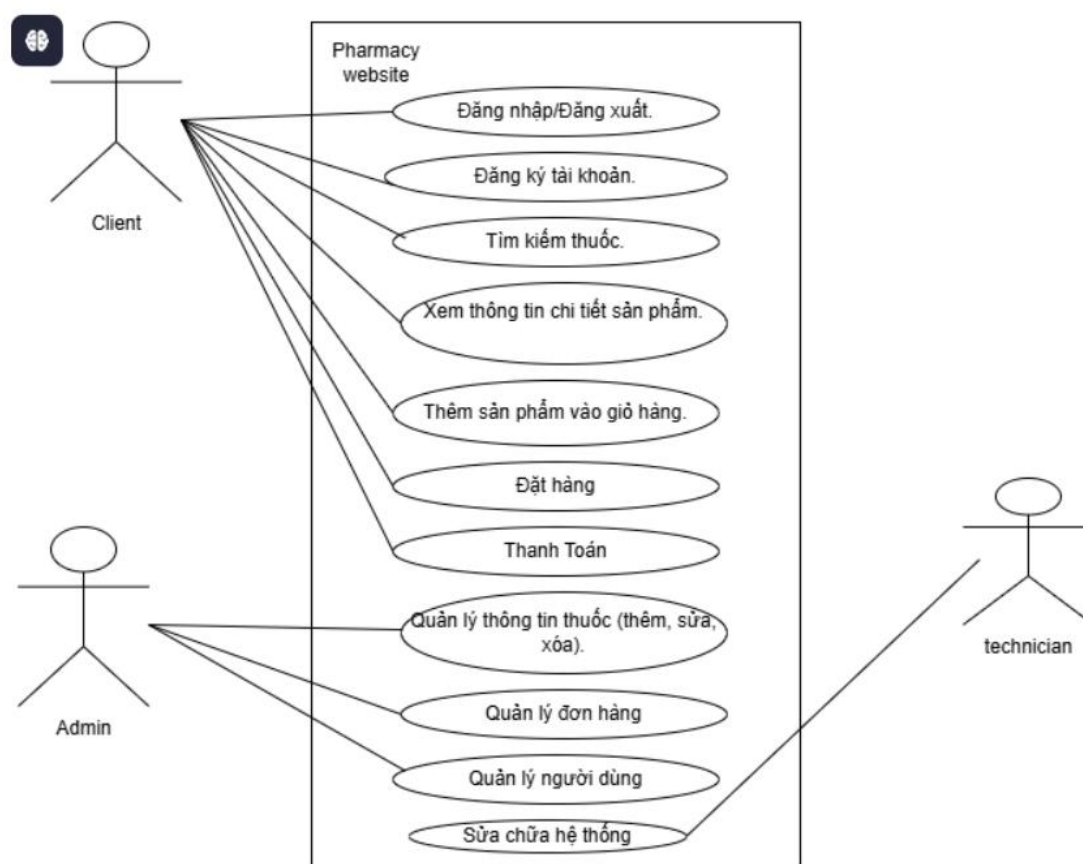 Pharmacy
website
Đăng nhập/Đăng xuất.
Đăng ký tài khoản.
Client
Tìm kiếm thuốc.
Xem thông tin chi tiết sản phẩm.
Thêm sản phẩm vào giỏ hàng.
Đặt hàng
Thanh Toán
Quản lý thông tin thuốc (thêm, sửa,
xóa).
technician
Quản lý đơn hàng
Admin
Quản lý người dùng
Sửa chữa hệ thống